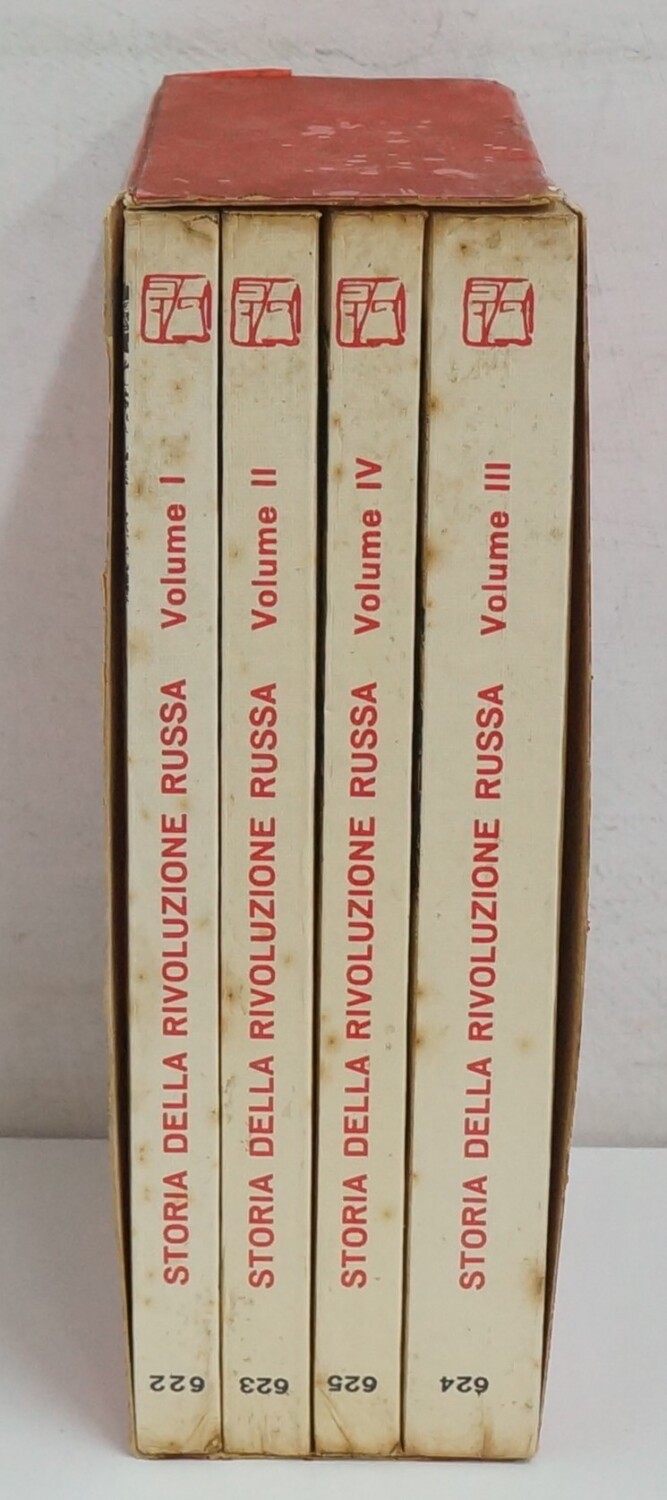 STORIA DELLA RIVOLUZIONE RUSSA Volume I
622
STORIA DELLA RIVOLUZIONE RUSSA Volume II
623
STORIA DELLA RIVOLUZIONE RUSSA Volume IV
625
STORIA DELLA RIVOLUZIONE RUSSA Volume III
624